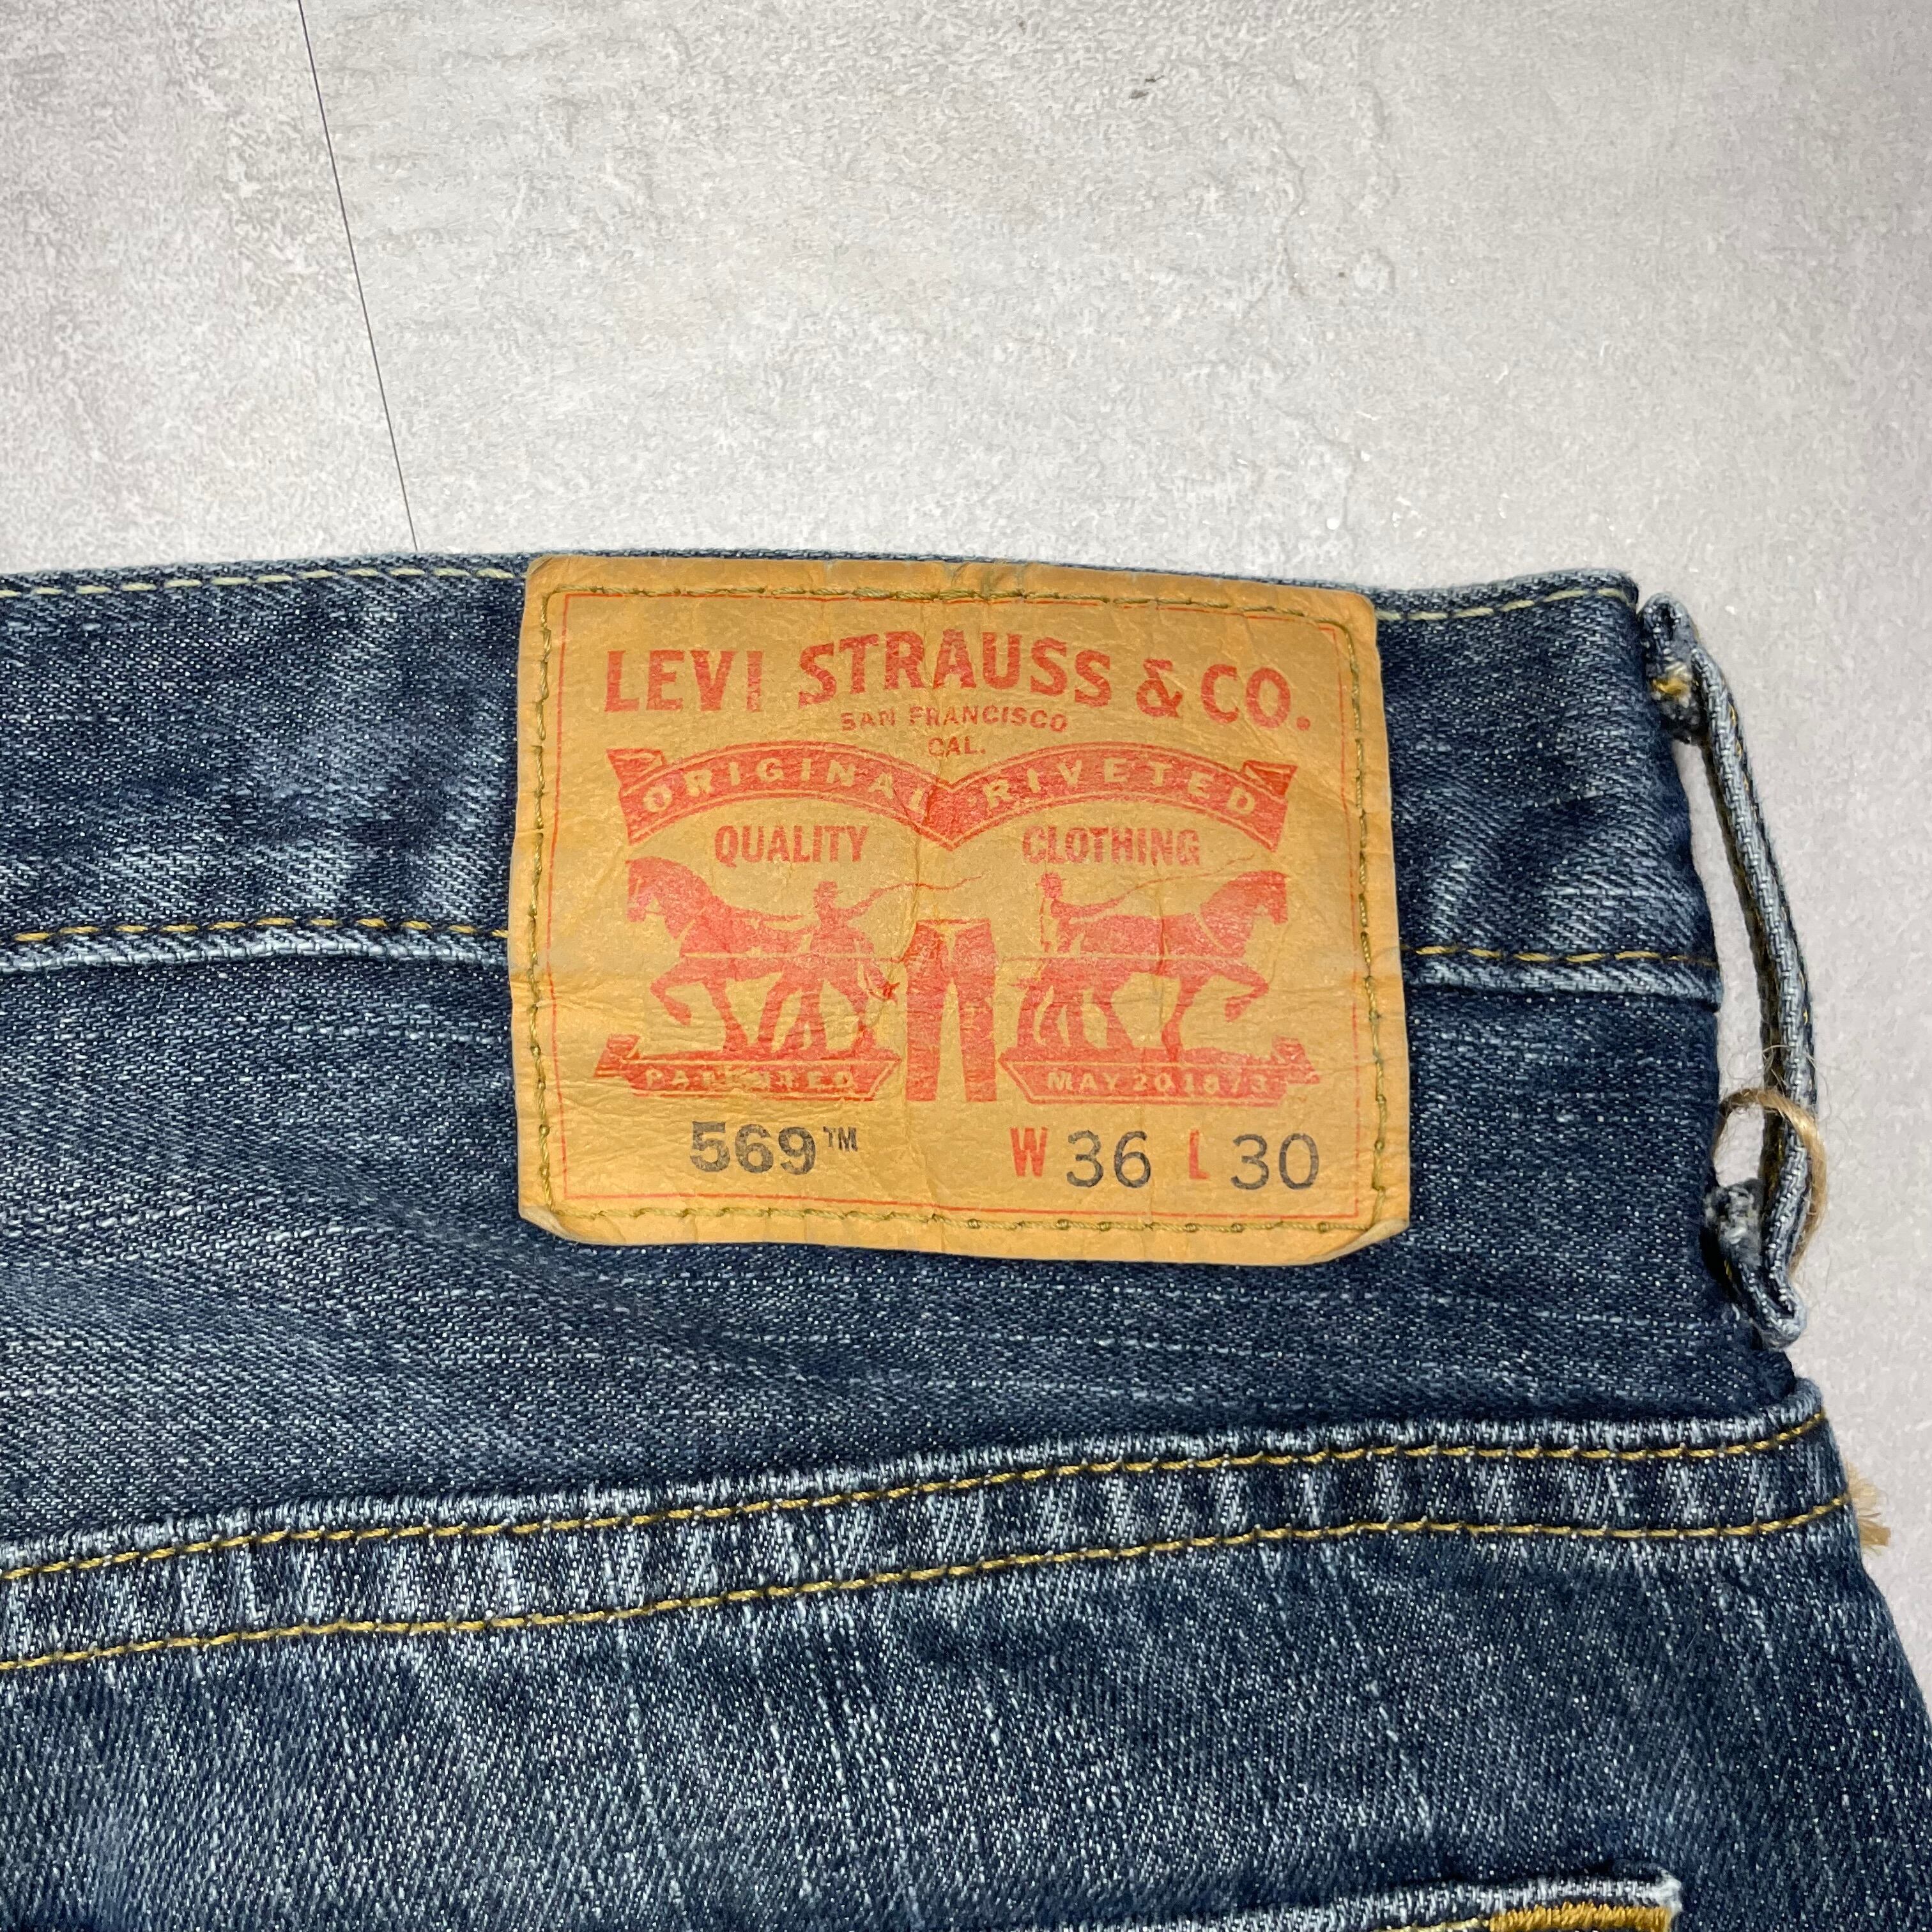 LEVI STRAUSS & CO.
SAN FRANCISCO
CAL.
ORIGINAL RIVETED
QUALITY CLOTHING
PATENTED MAY 20 1873
569™ W 36 L 30